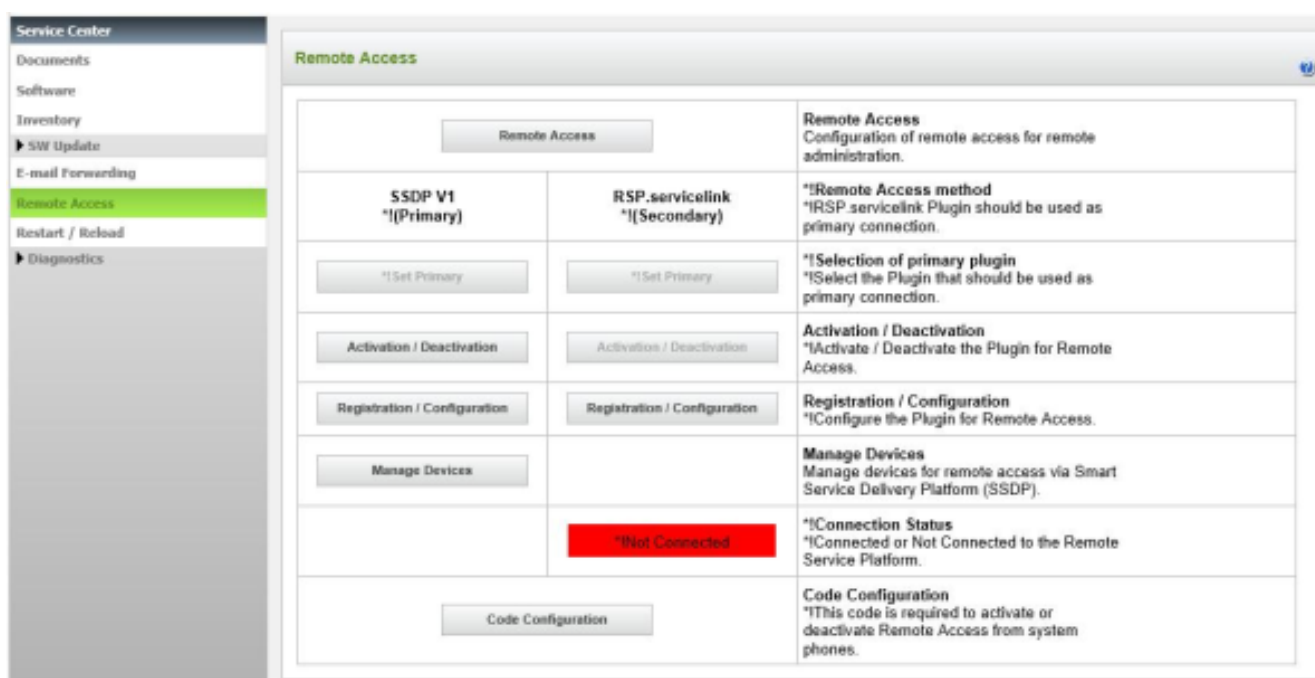 Service Center
Documents
Software
Inventory
SW Update
E-mail Forwarding
Remote Access
Restart / Reload
Diagnostics
Remote Access
Remote Access
Remote Access
Configuration of remote access for remote
administration.
SSDP V1
*!(Primary)
RSP.servicelink
*!(Secondary)
*!Remote Access method
*!RSP.servicelink Plugin should be used as
primary connection.
*!Set Primary
*!Set Primary
*!Selection of primary plugin
*!Select the Plugin that should be used as
primary connection.
Activation / Deactivation
Activation / Deactivation
Activation / Deactivation
*!Activate / Deactivate the Plugin for Remote
Access.
Registration / Configuration
Registration / Configuration
Registration / Configuration
*!Configure the Plugin for Remote Access.
Manage Devices
Manage Devices
Manage devices for remote access via Smart
Service Delivery Platform (SSDP).
*!Not Connected
*!Connection Status
*!Connected or Not Connected to the Remote
Service Platform.
Code Configuration
Code Configuration
*!This code is required to activate or
deactivate Remote Access from system
phones.